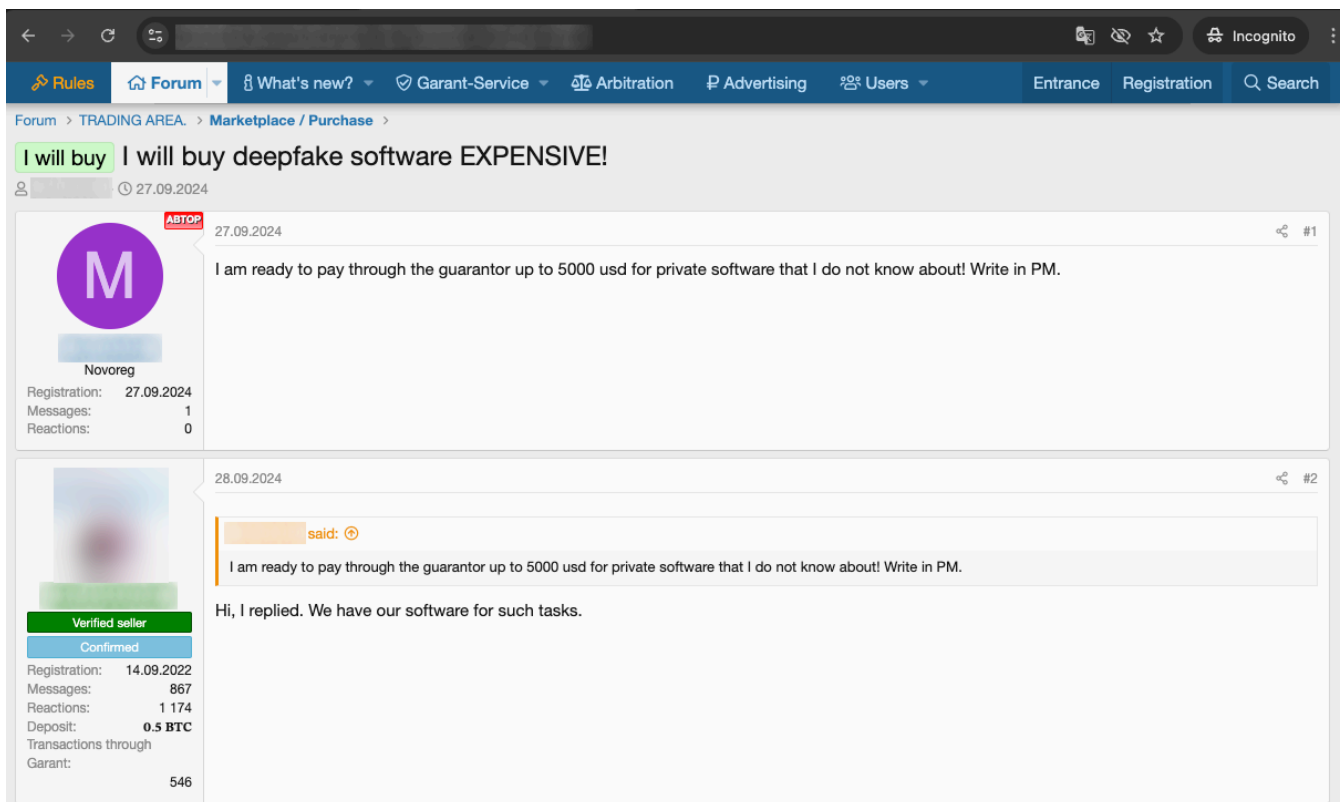 Incognito
Rules
Forum
What's new?
Garant-Service
Arbitration
₽ Advertising
Users
Entrance
Registration
Search
Forum > TRADING AREA. > Marketplace / Purchase >
I will buy I will buy deepfake software EXPENSIVE!
27.09.2024
АВТОР
27.09.2024
#1
M
I am ready to pay through the guarantor up to 5000 usd for private software that I do not know about! Write in PM.
Novoreg
Registration: 27.09.2024
Messages: 1
Reactions: 0
28.09.2024
#2
said:
I am ready to pay through the guarantor up to 5000 usd for private software that I do not know about! Write in PM.
Hi, I replied. We have our software for such tasks.
Verified seller
Confirmed
Registration: 14.09.2022
Messages: 867
Reactions: 1 174
Deposit: 0.5 BTC
Transactions through
Garant:
546